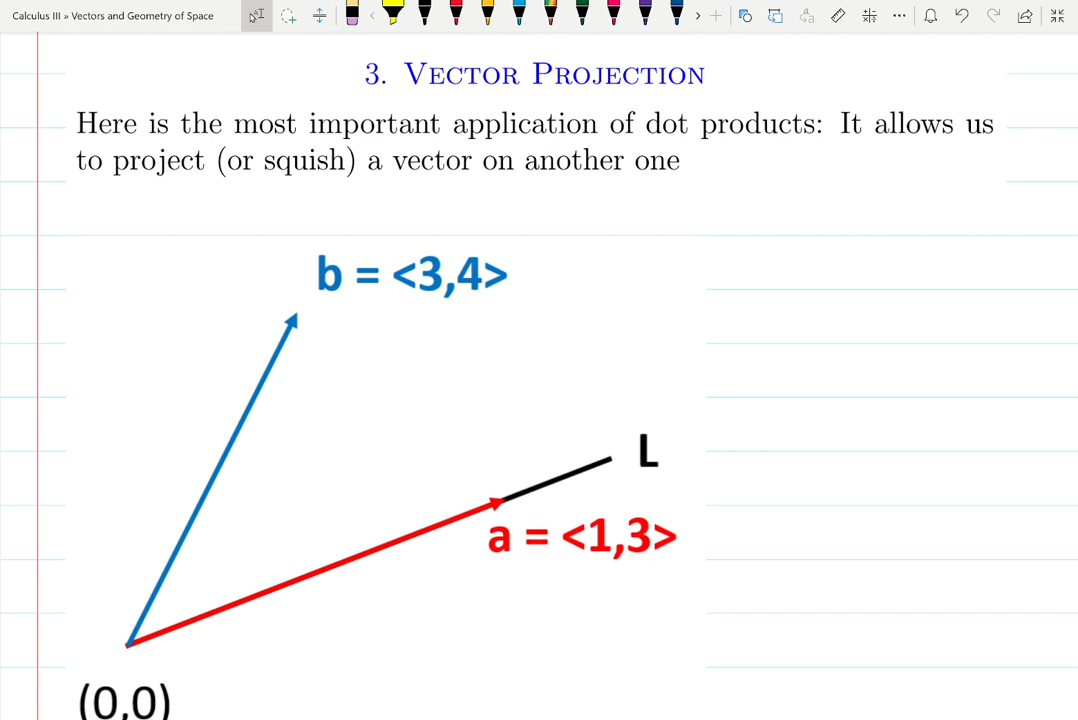 Calculus III » Vectors and Geometry of Space
3. VECTOR PROJECTION
Here is the most important application of dot products: It allows us
to project (or squish) a vector on another one
b = <3,4>
L
a = <1,3>
(0,0)